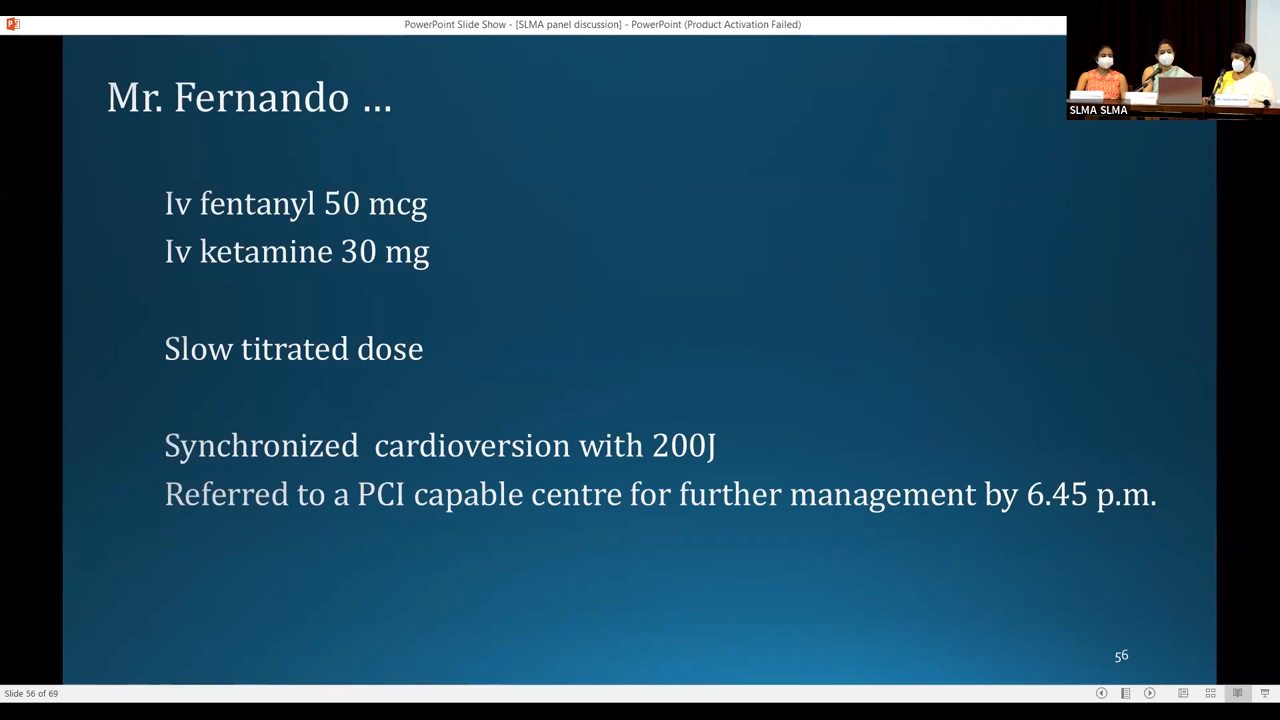 PowerPoint Slide Show - [SLMA panel discussion] - PowerPoint (Product Activation Failed)
SLMA SLMA
Mr. Fernando ...
Iv fentanyl 50 mcg
Iv ketamine 30 mg
Slow titrated dose
Synchronized cardioversion with 200J
Referred to a PCI capable centre for further management by 6.45 p.m.
56
Slide 56 of 69